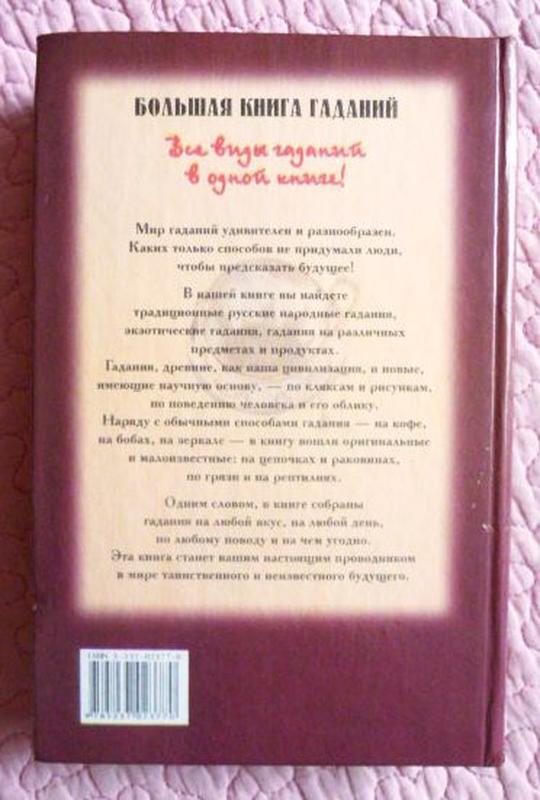 БОЛЬШАЯ КНИГА ГАДАНИЙ
Все виды гаданий
в одной книге!
Мир гаданий удивителен и разнообразен.
Каких только способов не придумали люди,
чтобы предсказать будущее!
В нашей книге вы найдете
традиционные русские народные гадания,
экзотические гадания, гадания на различных
предметах и продуктах.
Гадания, древние, как наша цивилизация, и новые,
имеющие научную основу, — по кляксам и рисункам,
по поведению человека и его облику.
Наряду с обычными способами гадания — на кофе,
на бобах, на зеркале — в книгу вошли оригинальные
и малоизвестные: на цепочках и раковинах,
по грязи и на рептилиях.
Одним словом, в книге собраны
гадания на любой вкус, на любой день,
по любому поводу и на чем угодно.
Эта книга станет вашим настоящим проводником
в мире таинственного и неизвестного будущего.
ISBN